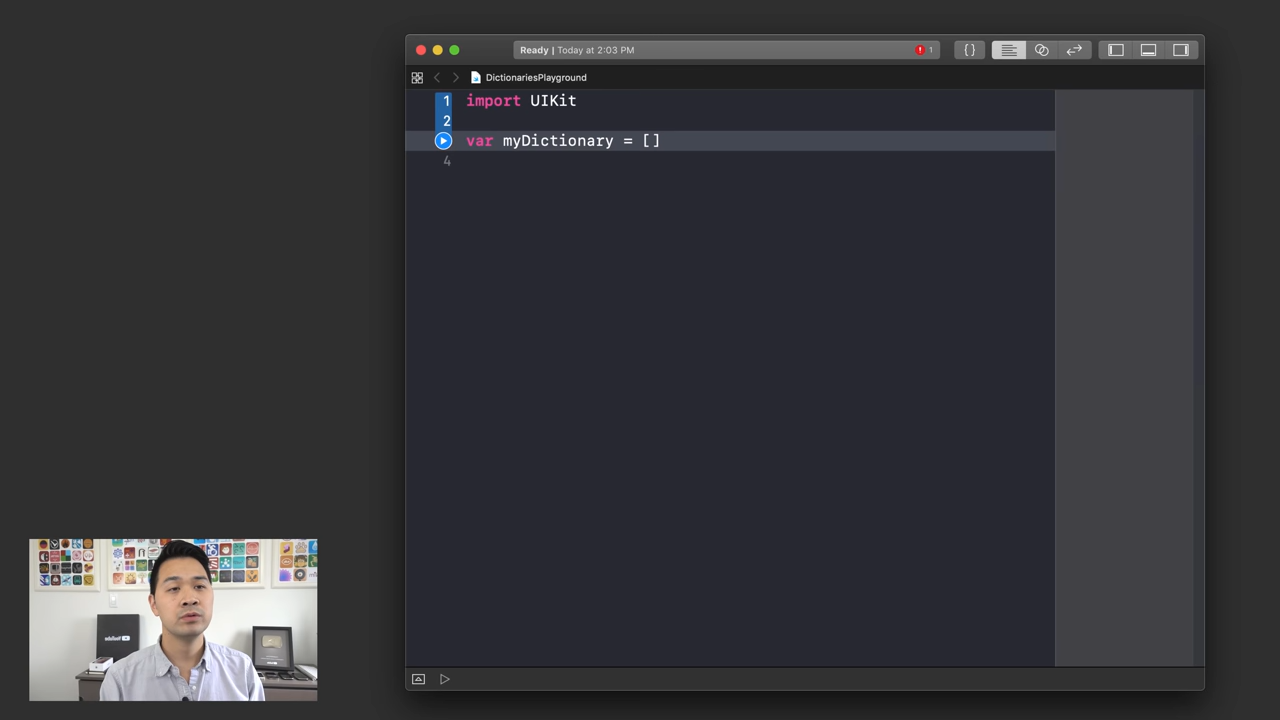 Ready | Today at 2:03 PM
1
{ }
DictionariesPlayground
1 import UIKit
2
var myDictionary = []
4